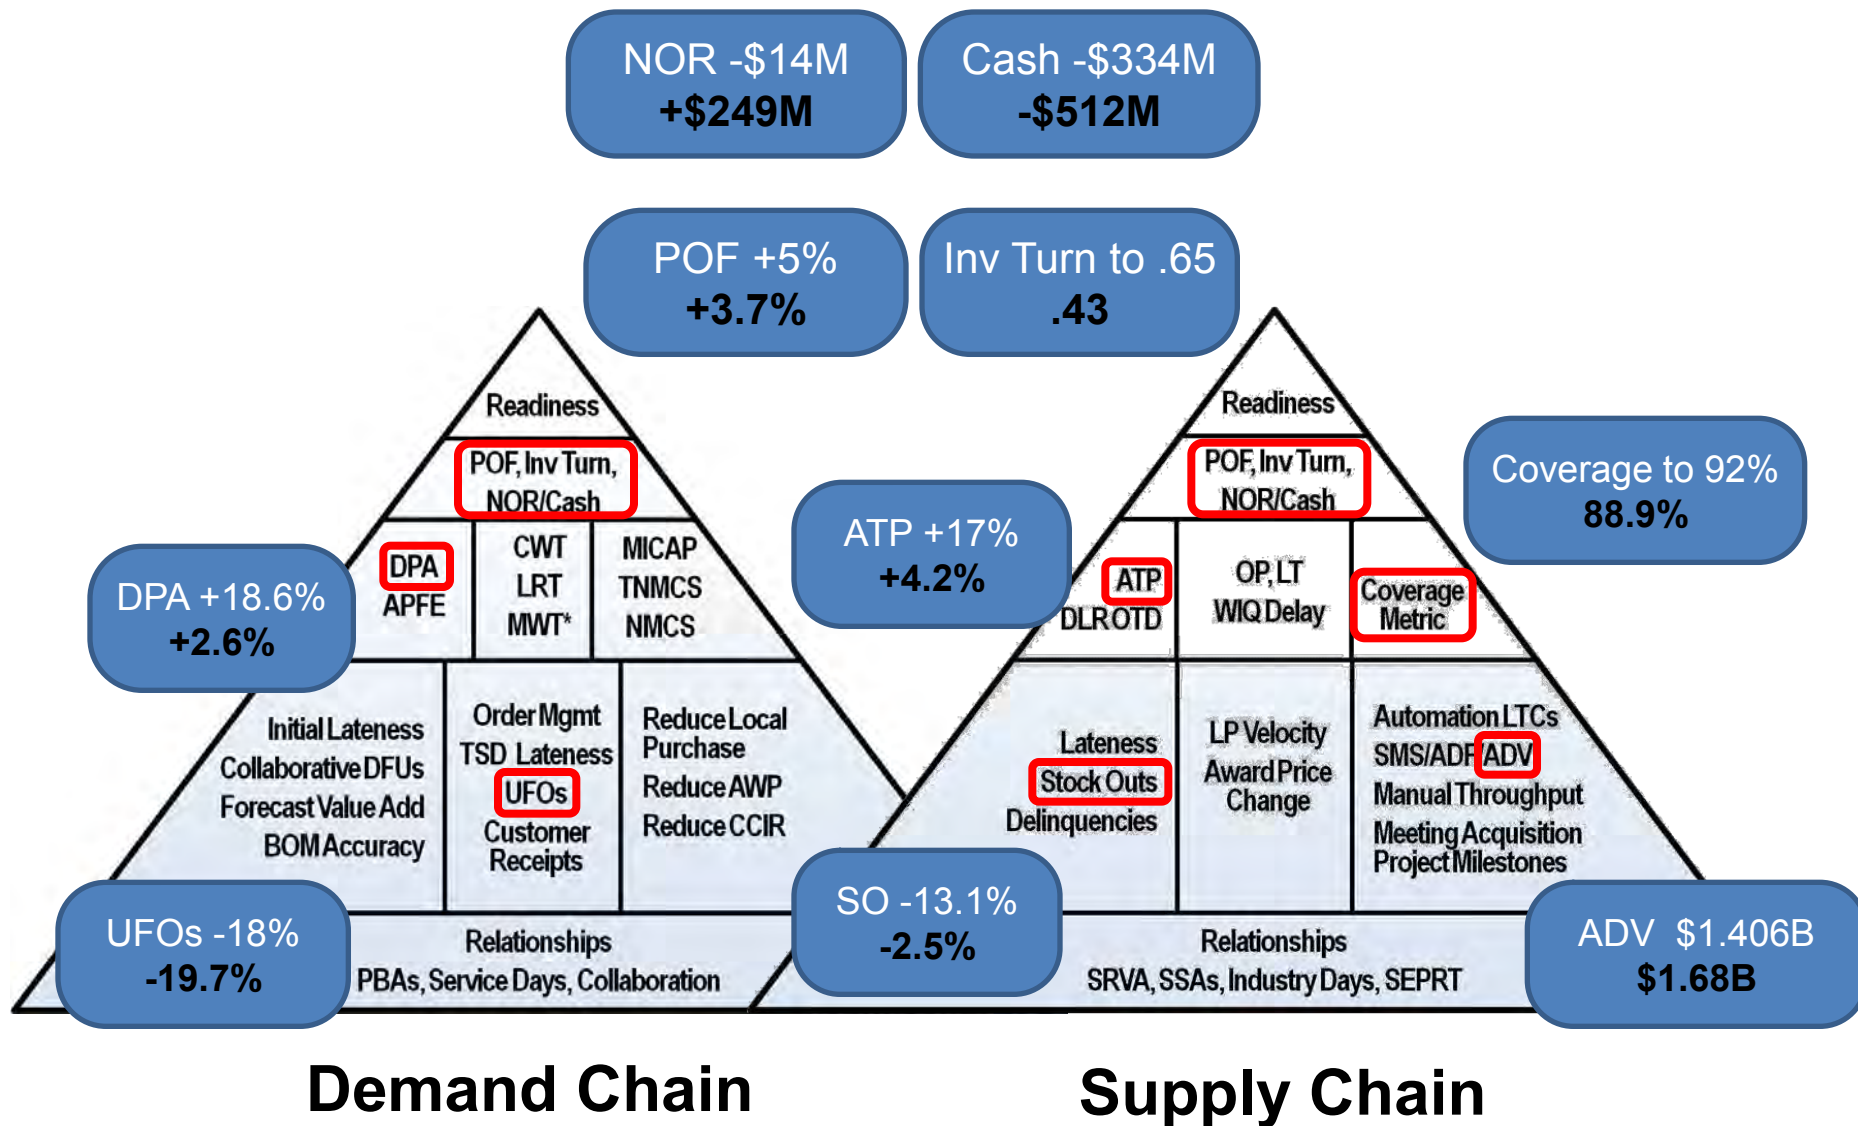 NOR -$14M
+$249M
Cash -$334M
-$512M
POF +5%
+3.7%
Inv Turn to .65
.43
Readiness
POF, Inv Turn,
NOR/Cash
DPA
APFE
CWT
LRT
MWT*
MICAP
TNMCS
NMCS
DPA +18.6%
+2.6%
Initial Lateness
Collaborative DFUs
Forecast Value Add
BOM Accuracy
Order Mgmt
TSD Lateness
UFOs
Customer
Receipts
Reduce Local
Purchase
Reduce AWP
Reduce CCIR
UFOs -18%
-19.7%
Relationships
PBAs, Service Days, Collaboration
Demand Chain
Readiness
POF, Inv Turn,
NOR/Cash
Coverage to 92%
88.9%
ATP +17%
+4.2%
ATP
DLR OTD
OP, LT
WIQ Delay
Coverage
Metric
Lateness
Stock Outs
Delinquencies
LP Velocity
Award Price
Change
Automation LTCs
SMS/ADF/ADV
Manual Throughput
Meeting Acquisition
Project Milestones
SO -13.1%
-2.5%
Relationships
SRVA, SSAs, Industry Days, SEPRT
ADV $1.406B
$1.68B
Supply Chain